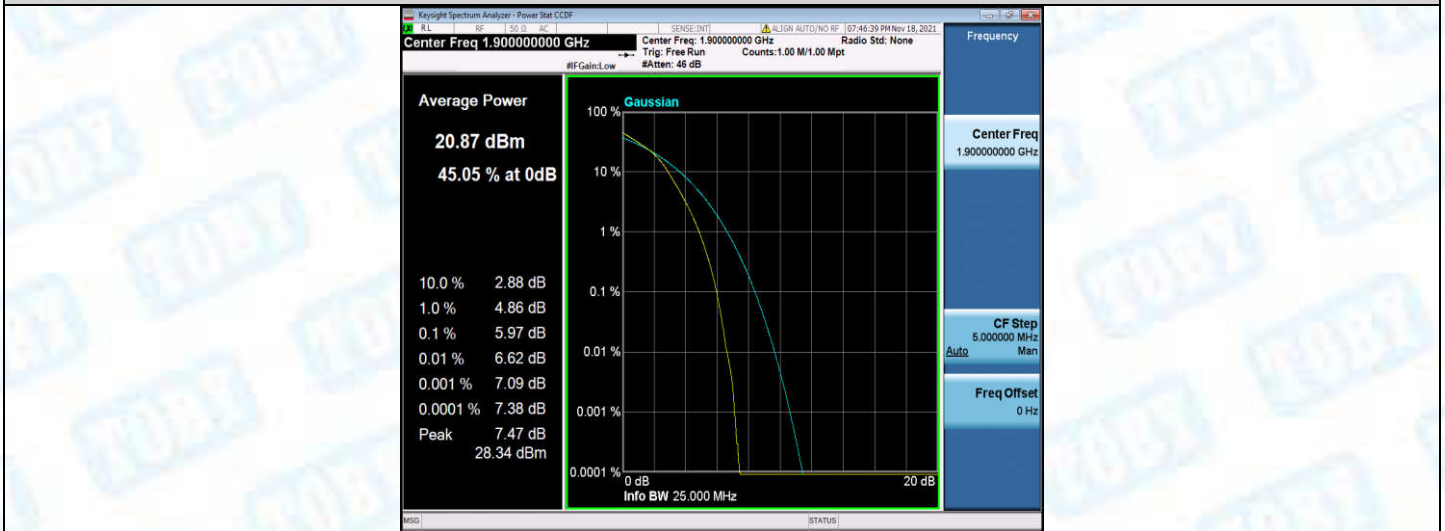 Keysight Spectrum Analyzer - Power Stat CCDF
RL RF 50 Ω AC SENSE:INT ALIGN AUTO/NO RF 07:46:39 PM Nov 18, 2021
Center Freq 1.900000000 GHz
Center Freq: 1.900000000 GHz Radio Std: None
Trig: Free Run Counts:1.00 M/1.00 Mpt
#IFGain:Low #Atten: 46 dB
Frequency
Average Power
20.87 dBm
45.05 % at 0dB
10.0 % 2.88 dB
1.0 % 4.86 dB
0.1 % 5.97 dB
0.01 % 6.62 dB
0.001 % 7.09 dB
0.0001 % 7.38 dB
Peak 7.47 dB
28.34 dBm
Gaussian
100 %
10 %
1 %
0.1 %
0.01 %
0.001 %
0.0001 %
0 dB 20 dB
Info BW 25.000 MHz
Center Freq
1.900000000 GHz
CF Step
5.000000 MHz
Auto Man
Freq Offset
0 Hz
MSG STATUS